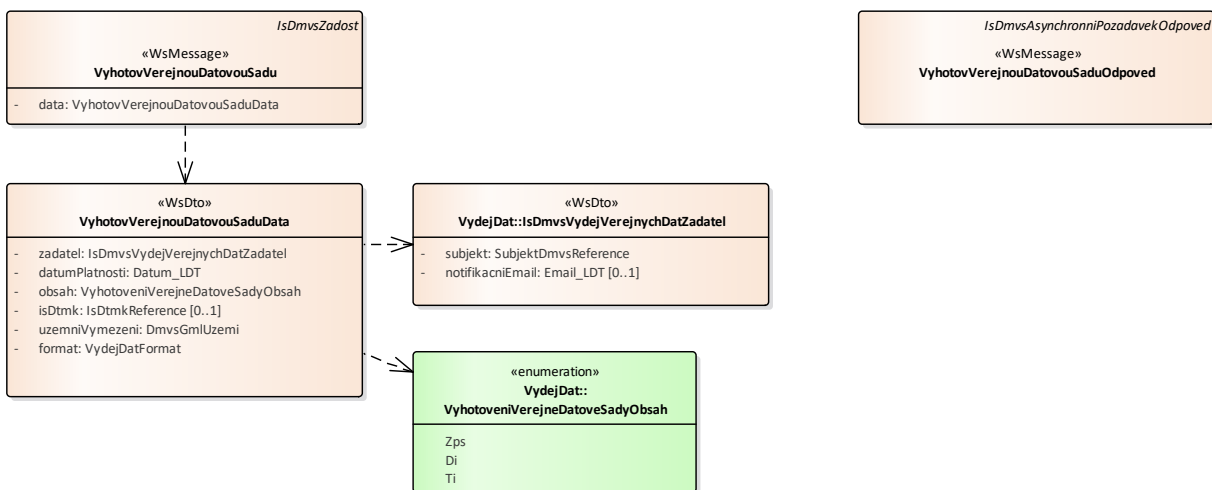 IsDmvsZadost
«WsMessage»
VyhotovVerejnouDatovouSadu
- data: VyhotovVerejnouDatovouSaduData
IsDmvsAsynchronniPozadavekOdpoved
«WsMessage»
VyhotovVerejnouDatovouSaduOdpoved
«WsDto»
VyhotovVerejnouDatovouSaduData
- zadatel: IsDmvsVydejVerejnychDatZadatel
- datumPlatnosti: Datum_LDT
- obsah: VyhotoveniVerejneDatoveSadyObsah
- isDtmk: IsDtmkReference [0..1]
- uzemniVymezeni: DmvsGmlUzemi
- format: VydejDatFormat
«WsDto»
VydejDat::IsDmvsVydejVerejnychDatZadatel
- subjekt: SubjektDmvsReference
- notifikacniEmail: Email_LDT [0..1]
«enumeration»
VydejDat::
VyhotoveniVerejneDatoveSadyObsah
Zps
Di
Ti